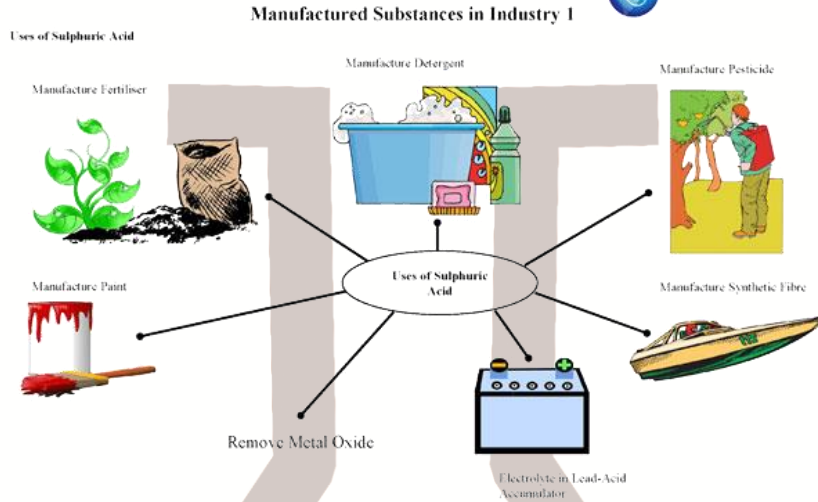 Manufactured Substances in Industry 1
Uses of Sulphuric Acid
Manufacture Detergent
Manufacture Pesticide
Manufacture Fertiliser
Uses of Sulphuric
Acid
Manufacture Paint
Manufacture Synthetic Fibre
Remove Metal Oxide
Electrolyte in Lead-Acid
Accumulator